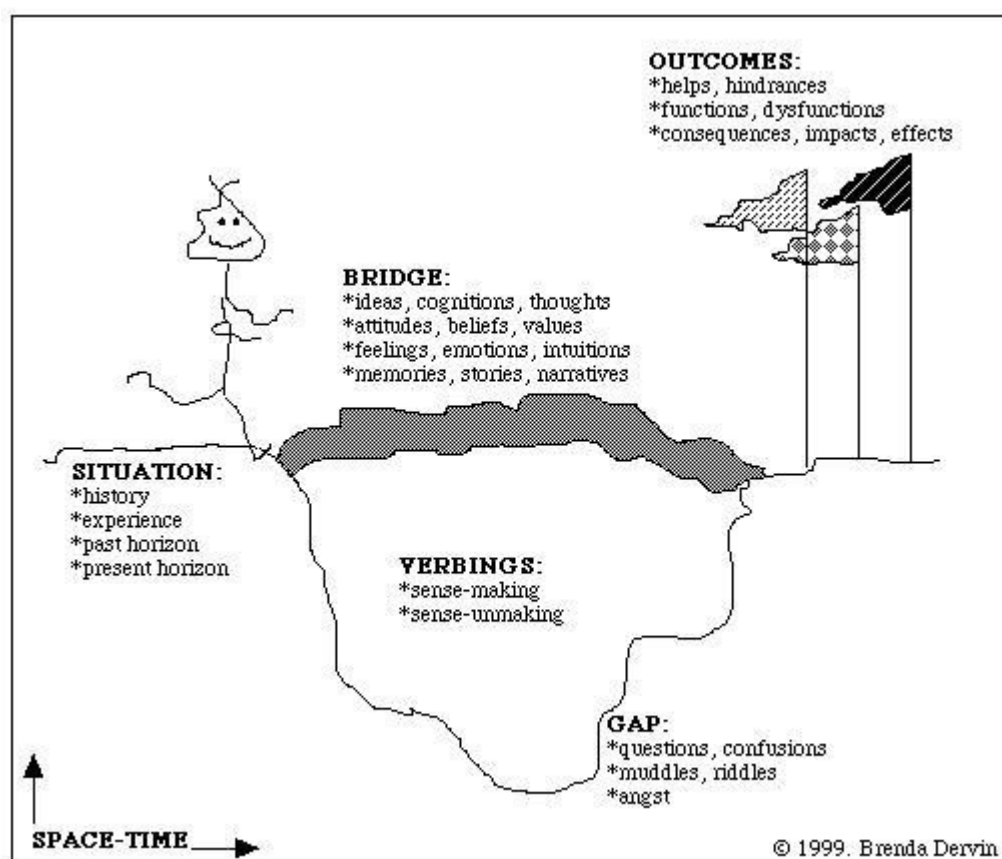 OUTCOMES:
*helps, hindrances
*functions, dysfunctions
*consequences, impacts, effects
BRIDGE:
*ideas, cognitions, thoughts
*attitudes, beliefs, values
*feelings, emotions, intuitions
*memories, stories, narratives
SITUATION:
*history
*experience
*past horizon
*present horizon
VERBINGS:
*sense-making
*sense-unmaking
GAP:
*questions, confusions
*muddles, riddles
*angst
SPACE-TIME
© 1999. Brenda Dervin